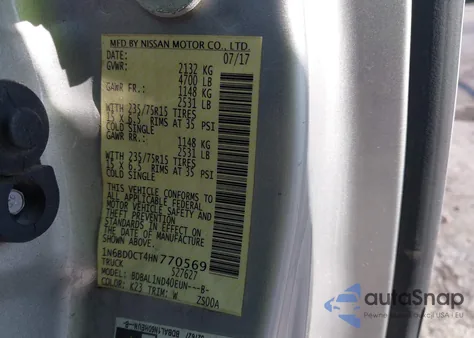 MFD BY NISSAN MOTOR CO., LTD.
DATE: 07/17
GVWR: 2132 KG
4700 LB
GAWR FR.: 1148 KG
2531 LB
WITH 235/75R15 TIRES
15 X 6.5 RIMS AT 35 PSI
COLD SINGLE
GAWR RR.: 1148 KG
2531 LB
WITH 235/75R15 TIRES
15 X 6.5 RIMS AT 35 PSI
COLD SINGLE
THIS VEHICLE CONFORMS TO
ALL APPLICABLE FEDERAL
MOTOR VEHICLE SAFETY AND
THEFT PREVENTION
STANDARDS IN EFFECT ON
THE DATE OF MANUFACTURE
SHOWN ABOVE.
1N6BD0CT4HN770569
TRUCK 527627
MODEL: BDBAL1ND40EUN---B-
COLOR: K23 TRIM: W ZS00A
autoSnap